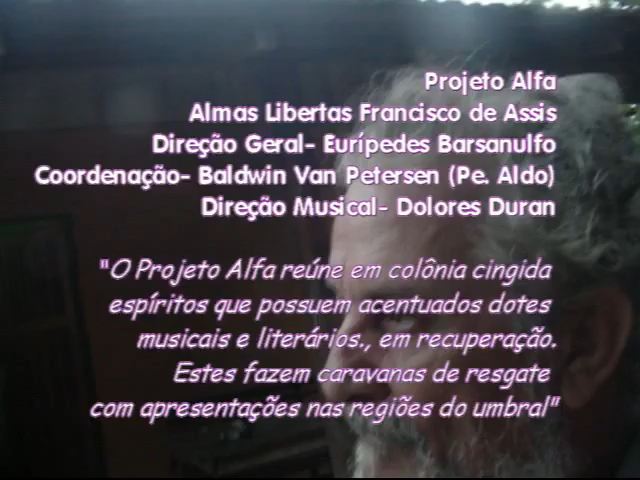 Projeto Alfa
Almas Libertas Francisco de Assis
Direção Geral- Eurípedes Barsanulfo
Coordenação- Baldwin Van Petersen (Pe. Aldo)
Direção Musical- Dolores Duran
"O Projeto Alfa reúne em colônia cingida
espíritos que possuem acentuados dotes
musicais e literários., em recuperação.
Estes fazem caravanas de resgate
com apresentações nas regiões do umbral"